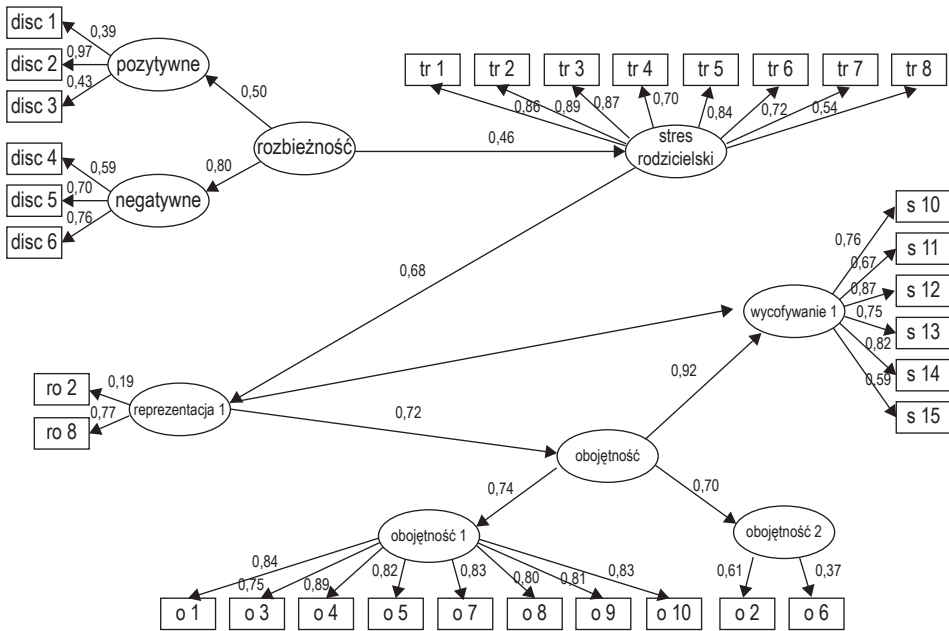 disc 1
0,39
disc 2
0,97
pozytywne
disc 3
0,43
0,50
tr 1
tr 2
tr 3
tr 4
tr 5
tr 6
tr 7
tr 8
0,86
0,89
0,87
0,70
0,84
0,72
0,54
rozbieżność
0,46
stres
rodzicielski
disc 4
0,59
0,80
disc 5
0,70
negatywne
disc 6
0,76
0,68
s 10
0,76
s 11
0,67
s 12
0,87
wycofywanie 1
s 13
0,75
s 14
0,82
s 15
0,59
0,92
ro 2
0,19
reprezentacja 1
ro 8
0,77
0,72
obojętność
0,74
0,70
obojętność 1
obojętność 2
0,84
0,75
0,89
0,82
0,83
0,80
0,81
0,83
0,61
0,37
o 1
o 3
o 4
o 5
o 7
o 8
o 9
o 10
o 2
o 6